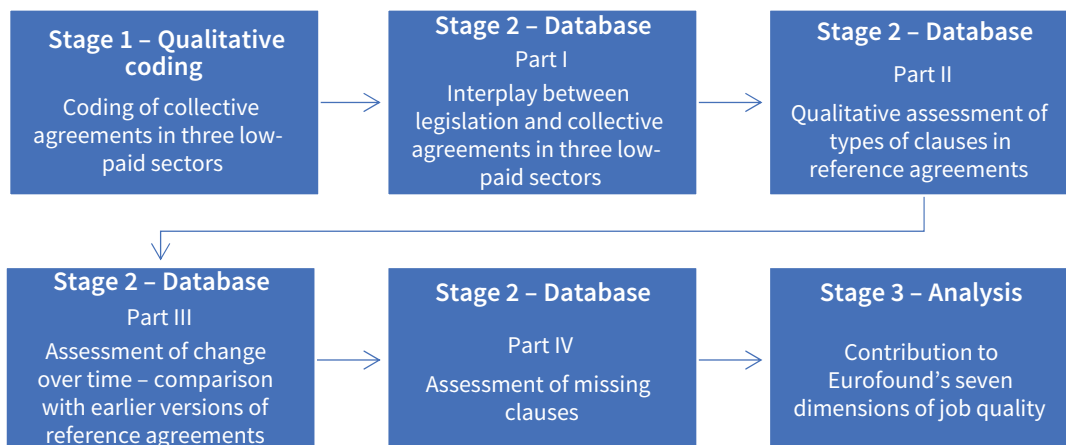 Stage 1 – Qualitative
coding
Coding of collective
agreements in three low-
paid sectors
Stage 2 – Database
Part I
Interplay between
legislation and collective
agreements in three low-
paid sectors
Stage 2 – Database
Part II
Qualitative assessment of
types of clauses in
reference agreements
Stage 2 – Database
Part III
Assessment of change
over time – comparison
with earlier versions of
reference agreements
Stage 2 – Database
Part IV
Assessment of missing
clauses
Stage 3 – Analysis
Contribution to
Eurofound’s seven
dimensions of job quality